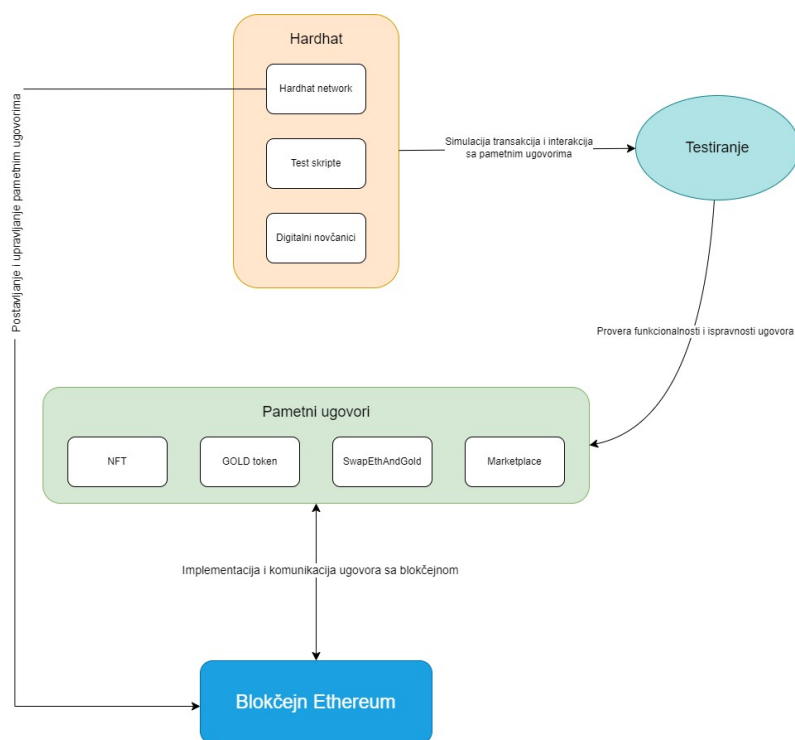 Hardhat
Hardhat network
Test skripte
Digitalni novčanici
Postavljanje i upravljanje pametnim ugovorima
Simulacija transakcija i interakcija
sa pametnim ugovorima
Testiranje
Provera funkcionalnosti i ispravnosti ugovora
Pametni ugovori
NFT
GOLD token
SwapEthAndGold
Marketplace
Implementacija i komunikacija ugovora sa blokčejnom
Blokčejn Ethereum